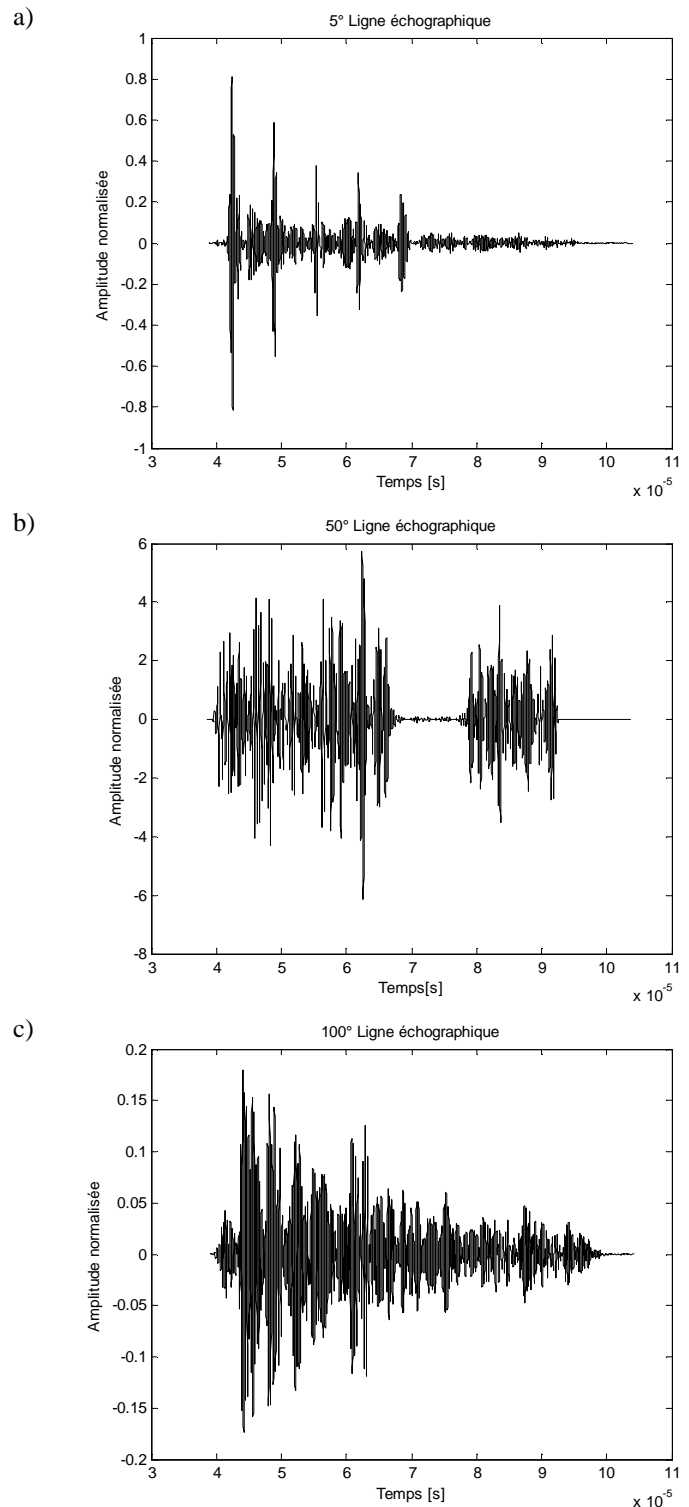 a)
5° Ligne échographique
1
0.8
0.6
0.4
0.2
0
-0.2
-0.4
-0.6
-0.8
-1
Amplitude normalisée
3 4 5 6 7 8 9 10 11
Temps [s]
x 10-5
b)
50° Ligne échographique
6
4
2
0
-2
-4
-6
-8
Amplitude normalisée
3 4 5 6 7 8 9 10 11
Temps[s]
x 10-5
c)
100° Ligne échographique
0.2
0.15
0.1
0.05
0
-0.05
-0.1
-0.15
-0.2
Amplitude normalisée
3 4 5 6 7 8 9 10 11
Temps [s]
x 10-5